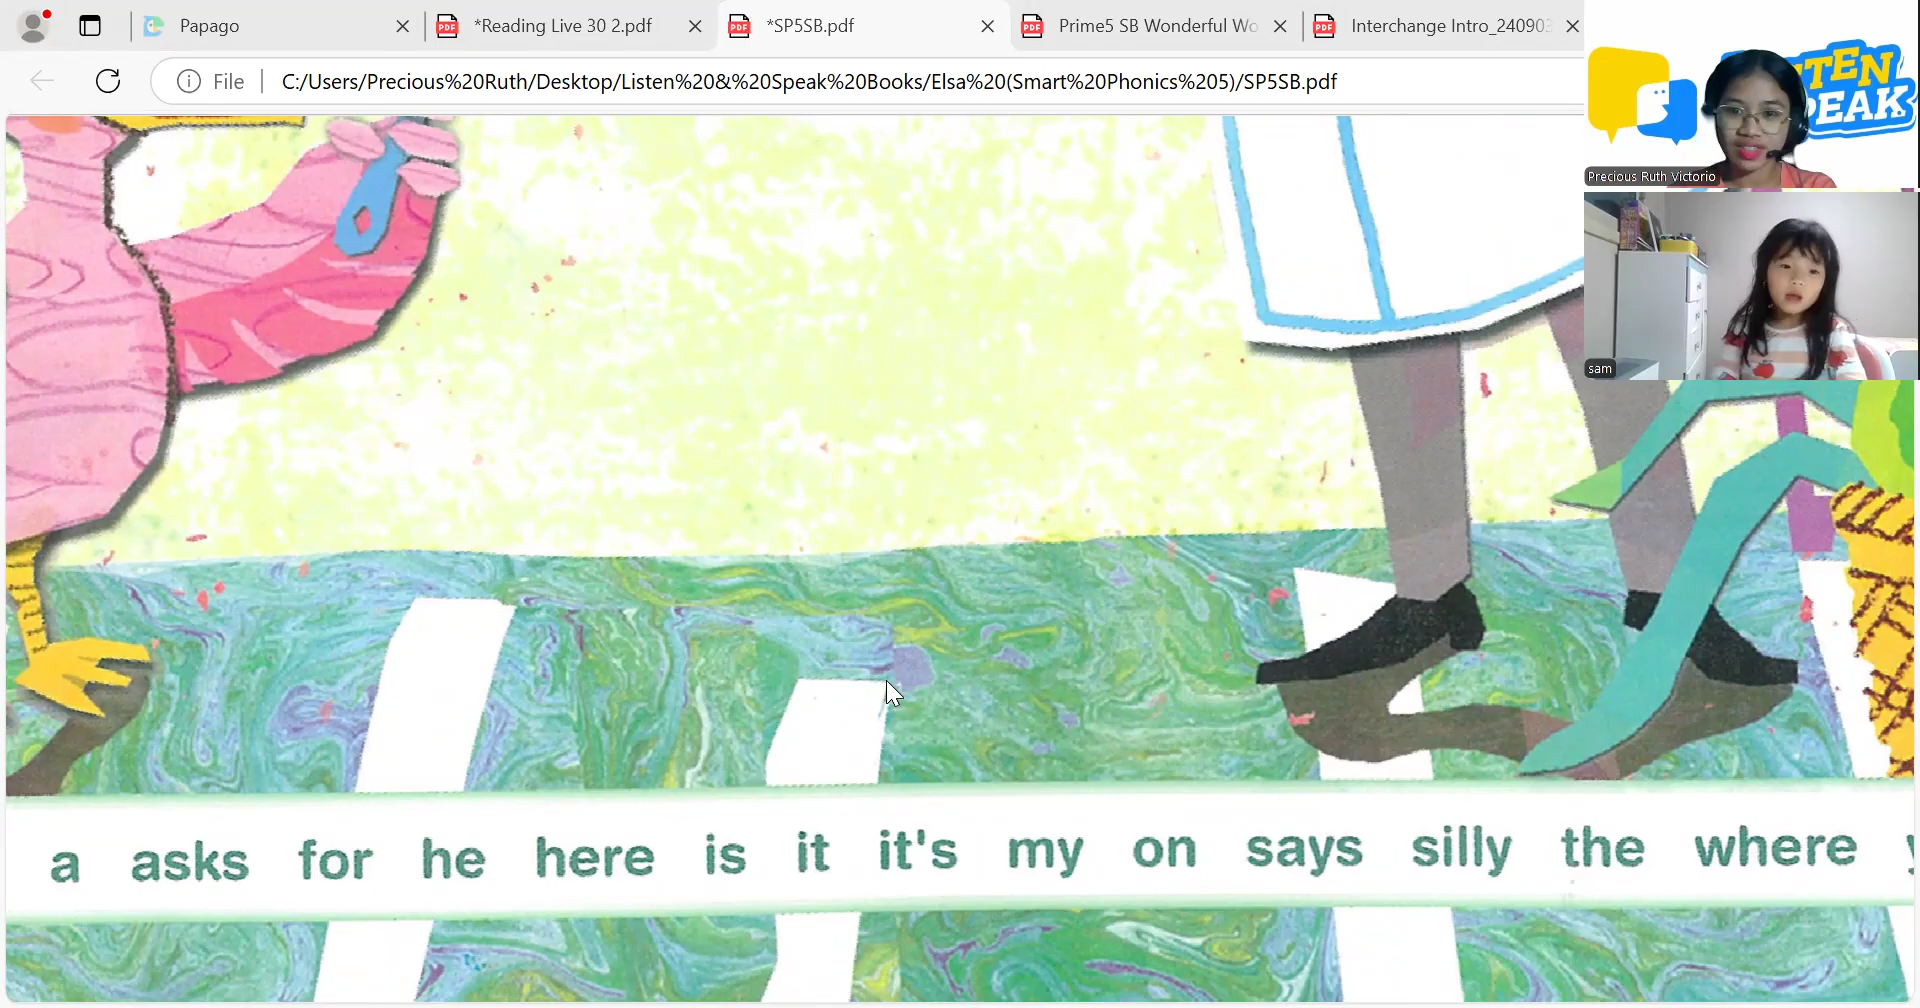 Papago
*Reading Live 30 2.pdf
*SP5SB.pdf
Prime5 SB Wonderful Wo
Interchange Intro_24090
File
C:/Users/Precious%20Ruth/Desktop/Listen%20&%20Speak%20Books/Elsa%20(Smart%20Phonics%205)/SP5SB.pdf
TEN
PEAK
Precious Ruth Victorio
sam
a asks for he here is it it's my on says silly the where